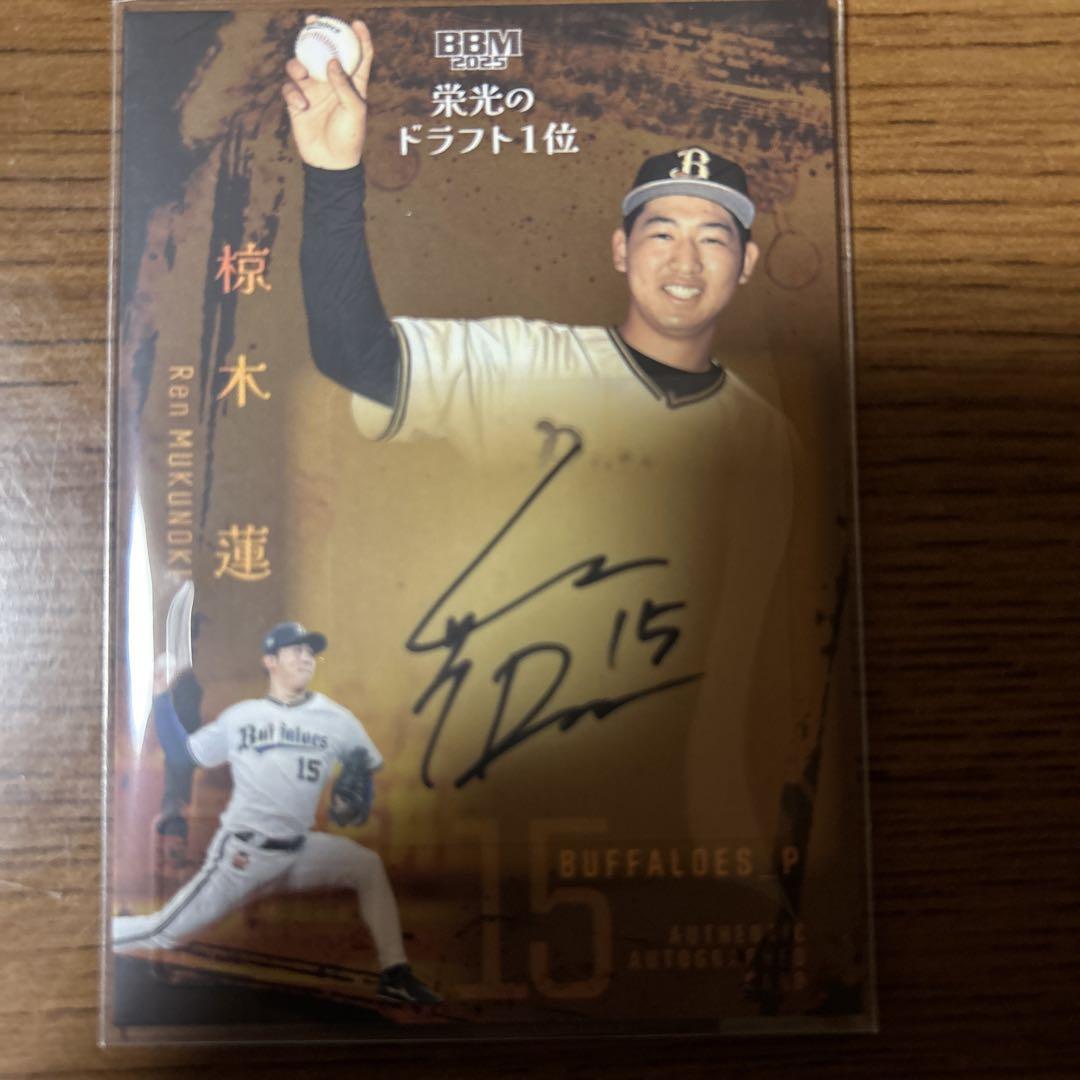 BBM
2025
栄光の
ドラフト1位
B
椋木 蓮
Ren MUKUNOKI
15
Buffaloes
15
15
BUFFALOES_P
AUTHENTIC
AUTOGRAPHED
CARD